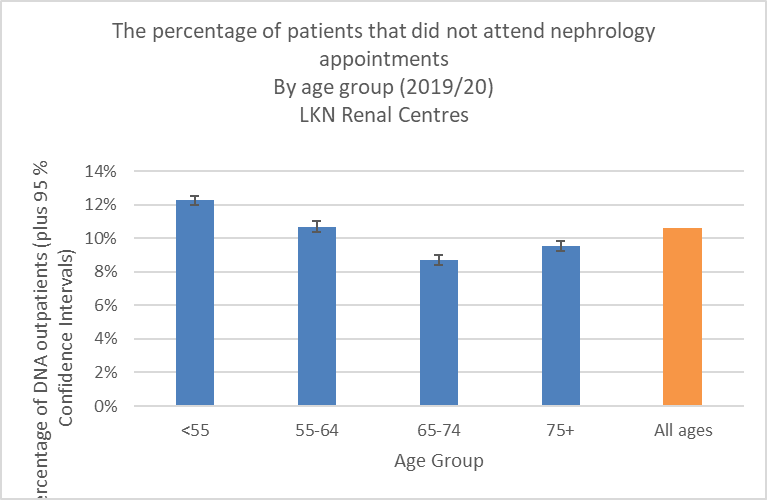 The percentage of patients that did not attend nephrology
appointments
By age group (2019/20)
LKN Renal Centres
ercentage of DNA outpatients (plus 95 %
Confidence Intervals)
14%
12%
10%
8%
6%
4%
2%
0%
<55
55-64
65-74
75+
All ages
Age Group